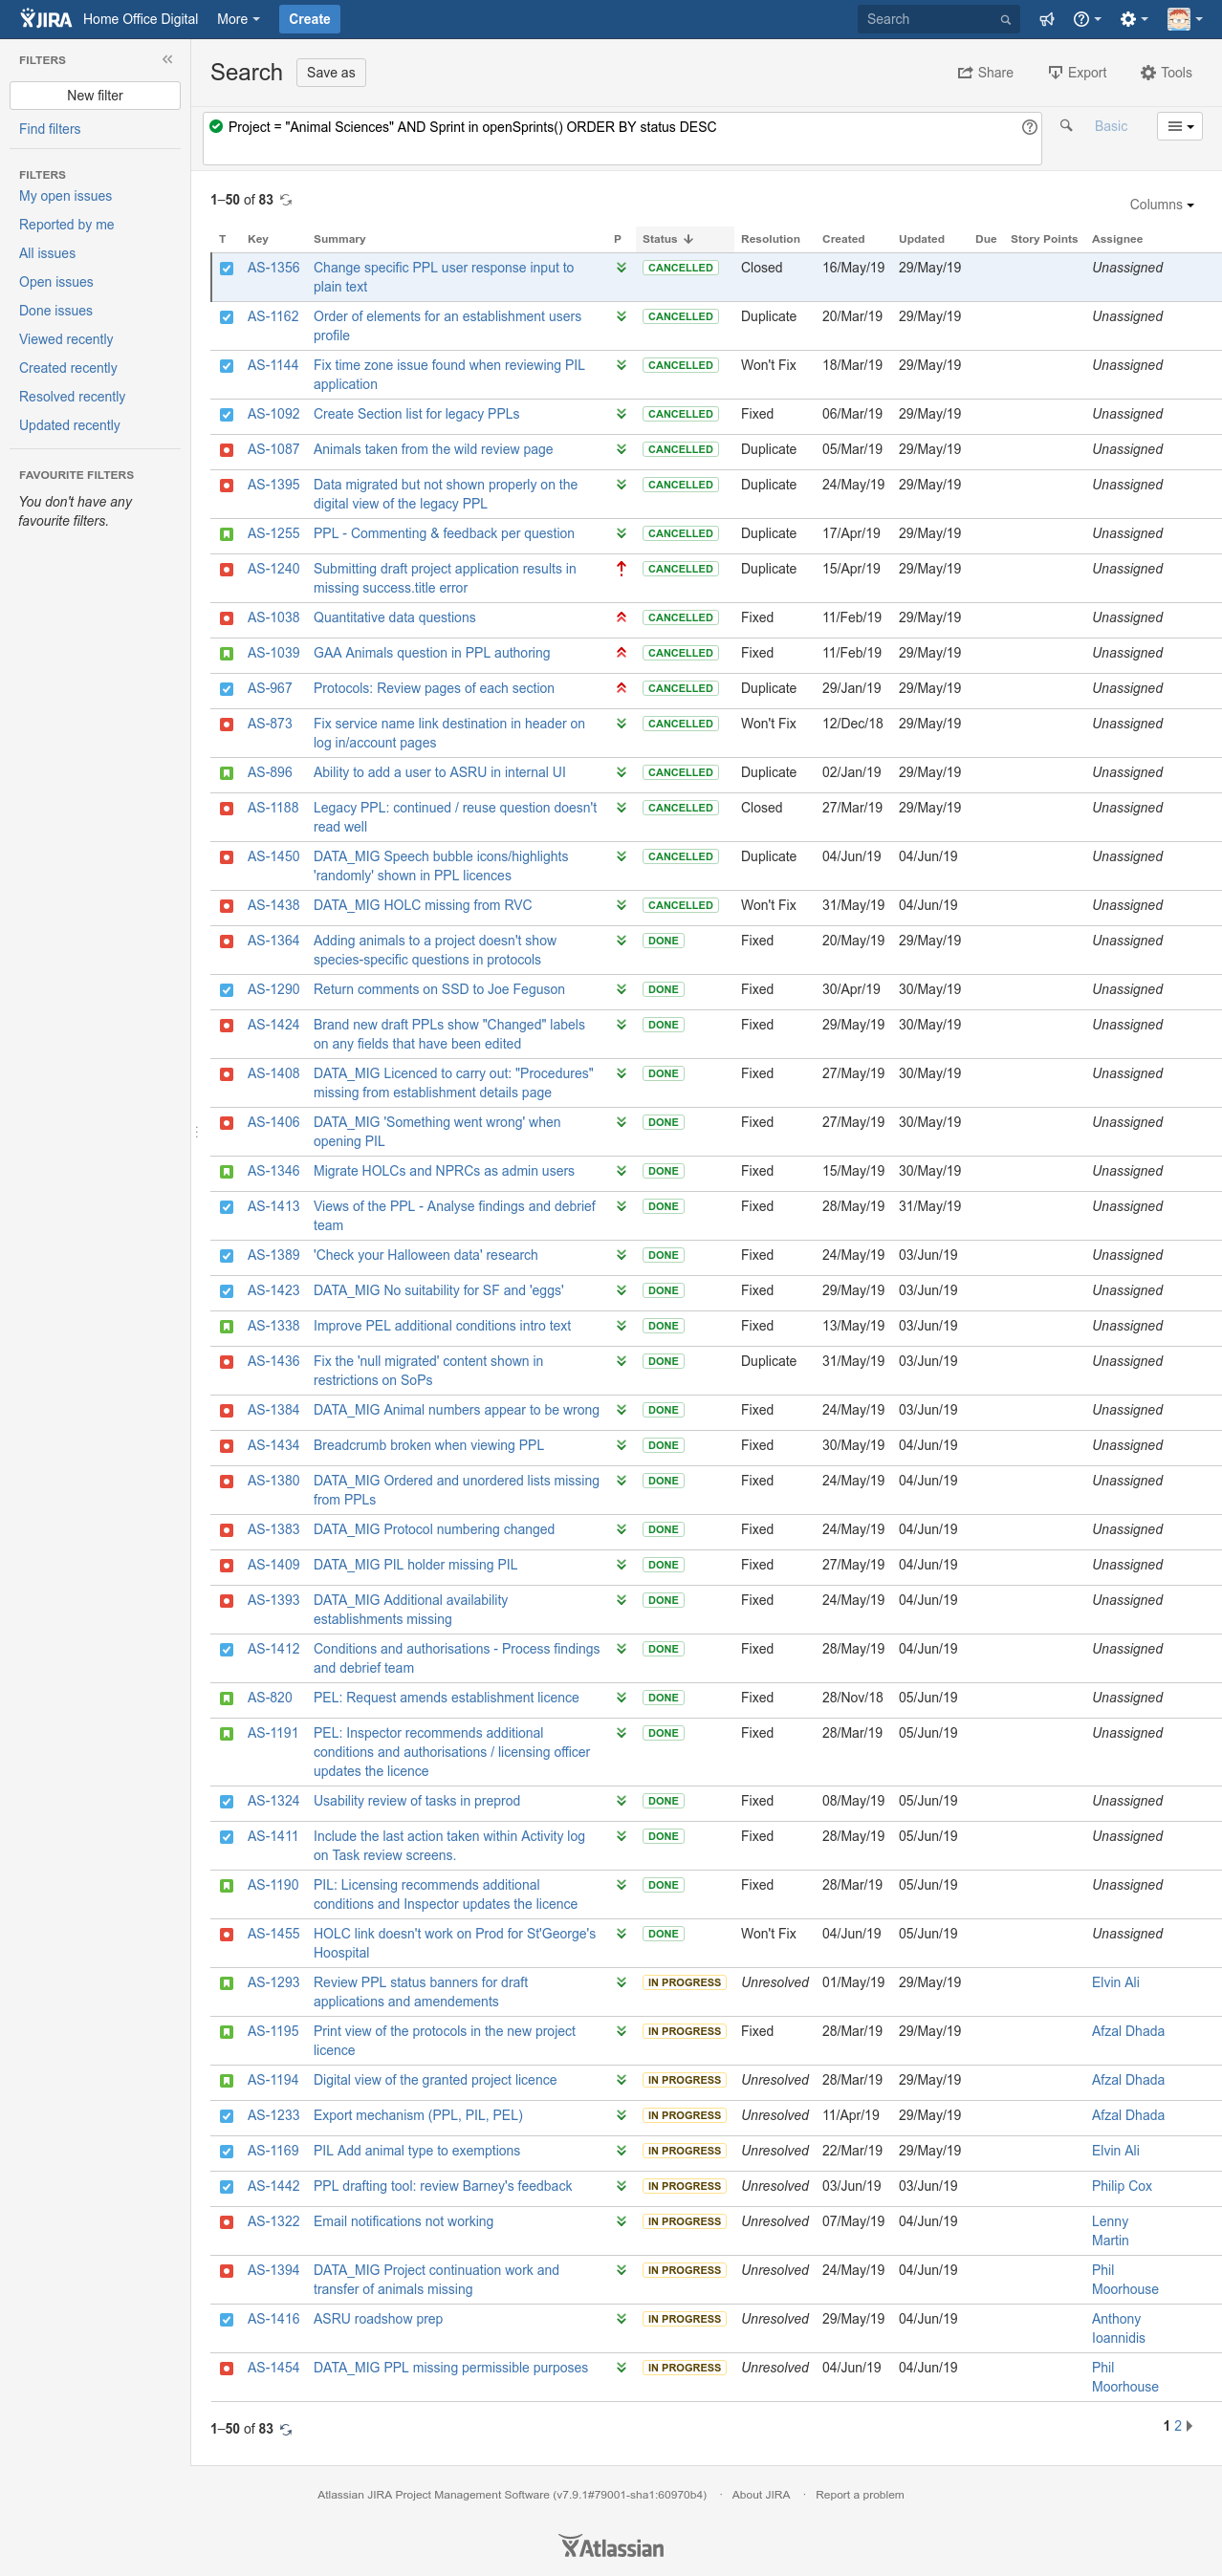 JIRA Home Office Digital More Create Search
FILTERS
New filter
Find filters
FILTERS
My open issues
Reported by me
All issues
Open issues
Done issues
Viewed recently
Created recently
Resolved recently
Updated recently
FAVOURITE FILTERS
You don't have any
favourite filters.
Search Save as Share Export Tools
Project = "Animal Sciences" AND Sprint in openSprints() ORDER BY status DESC Basic
1–50 of 83 Columns
T Key Summary P Status Resolution Created Updated Due Story Points Assignee
AS-1356 Change specific PPL user response input to CANCELLED Closed 16/May/19 29/May/19 Unassigned
plain text
AS-1162 Order of elements for an establishment users CANCELLED Duplicate 20/Mar/19 29/May/19 Unassigned
profile
AS-1144 Fix time zone issue found when reviewing PIL CANCELLED Won't Fix 18/Mar/19 29/May/19 Unassigned
application
AS-1092 Create Section list for legacy PPLs CANCELLED Fixed 06/Mar/19 29/May/19 Unassigned
AS-1087 Animals taken from the wild review page CANCELLED Duplicate 05/Mar/19 29/May/19 Unassigned
AS-1395 Data migrated but not shown properly on the CANCELLED Duplicate 24/May/19 29/May/19 Unassigned
digital view of the legacy PPL
AS-1255 PPL - Commenting & feedback per question CANCELLED Duplicate 17/Apr/19 29/May/19 Unassigned
AS-1240 Submitting draft project application results in CANCELLED Duplicate 15/Apr/19 29/May/19 Unassigned
missing success.title error
AS-1038 Quantitative data questions CANCELLED Fixed 11/Feb/19 29/May/19 Unassigned
AS-1039 GAA Animals question in PPL authoring CANCELLED Fixed 11/Feb/19 29/May/19 Unassigned
AS-967 Protocols: Review pages of each section CANCELLED Duplicate 29/Jan/19 29/May/19 Unassigned
AS-873 Fix service name link destination in header on CANCELLED Won't Fix 12/Dec/18 29/May/19 Unassigned
log in/account pages
AS-896 Ability to add a user to ASRU in internal UI CANCELLED Duplicate 02/Jan/19 29/May/19 Unassigned
AS-1188 Legacy PPL: continued / reuse question doesn't CANCELLED Closed 27/Mar/19 29/May/19 Unassigned
read well
AS-1450 DATA_MIG Speech bubble icons/highlights CANCELLED Duplicate 04/Jun/19 04/Jun/19 Unassigned
'randomly' shown in PPL licences
AS-1438 DATA_MIG HOLC missing from RVC CANCELLED Won't Fix 31/May/19 04/Jun/19 Unassigned
AS-1364 Adding animals to a project doesn't show DONE Fixed 20/May/19 29/May/19 Unassigned
species-specific questions in protocols
AS-1290 Return comments on SSD to Joe Feguson DONE Fixed 30/Apr/19 30/May/19 Unassigned
AS-1424 Brand new draft PPLs show "Changed" labels DONE Fixed 29/May/19 30/May/19 Unassigned
on any fields that have been edited
AS-1408 DATA_MIG Licenced to carry out: "Procedures" DONE Fixed 27/May/19 30/May/19 Unassigned
missing from establishment details page
AS-1406 DATA_MIG 'Something went wrong' when DONE Fixed 27/May/19 30/May/19 Unassigned
opening PIL
AS-1346 Migrate HOLCs and NPRCs as admin users DONE Fixed 15/May/19 30/May/19 Unassigned
AS-1413 Views of the PPL - Analyse findings and debrief DONE Fixed 28/May/19 31/May/19 Unassigned
team
AS-1389 'Check your Halloween data' research DONE Fixed 24/May/19 03/Jun/19 Unassigned
AS-1423 DATA_MIG No suitability for SF and 'eggs' DONE Fixed 29/May/19 03/Jun/19 Unassigned
AS-1338 Improve PEL additional conditions intro text DONE Fixed 13/May/19 03/Jun/19 Unassigned
AS-1436 Fix the 'null migrated' content shown in DONE Duplicate 31/May/19 03/Jun/19 Unassigned
restrictions on SoPs
AS-1384 DATA_MIG Animal numbers appear to be wrong DONE Fixed 24/May/19 03/Jun/19 Unassigned
AS-1434 Breadcrumb broken when viewing PPL DONE Fixed 30/May/19 04/Jun/19 Unassigned
AS-1380 DATA_MIG Ordered and unordered lists missing DONE Fixed 24/May/19 04/Jun/19 Unassigned
from PPLs
AS-1383 DATA_MIG Protocol numbering changed DONE Fixed 24/May/19 04/Jun/19 Unassigned
AS-1409 DATA_MIG PIL holder missing PIL DONE Fixed 27/May/19 04/Jun/19 Unassigned
AS-1393 DATA_MIG Additional availability DONE Fixed 24/May/19 04/Jun/19 Unassigned
establishments missing
AS-1412 Conditions and authorisations - Process findings DONE Fixed 28/May/19 04/Jun/19 Unassigned
and debrief team
AS-820 PEL: Request amends establishment licence DONE Fixed 28/Nov/18 05/Jun/19 Unassigned
AS-1191 PEL: Inspector recommends additional DONE Fixed 28/Mar/19 05/Jun/19 Unassigned
conditions and authorisations / licensing officer
updates the licence
AS-1324 Usability review of tasks in preprod DONE Fixed 08/May/19 05/Jun/19 Unassigned
AS-1411 Include the last action taken within Activity log DONE Fixed 28/May/19 05/Jun/19 Unassigned
on Task review screens.
AS-1190 PIL: Licensing recommends additional DONE Fixed 28/Mar/19 05/Jun/19 Unassigned
conditions and Inspector updates the licence
AS-1455 HOLC link doesn't work on Prod for St'George's DONE Won't Fix 04/Jun/19 05/Jun/19 Unassigned
Hoospital
AS-1293 Review PPL status banners for draft IN PROGRESS Unresolved 01/May/19 29/May/19 Elvin Ali
applications and amendements
AS-1195 Print view of the protocols in the new project IN PROGRESS Fixed 28/Mar/19 29/May/19 Afzal Dhada
licence
AS-1194 Digital view of the granted project licence IN PROGRESS Unresolved 28/Mar/19 29/May/19 Afzal Dhada
AS-1233 Export mechanism (PPL, PIL, PEL) IN PROGRESS Unresolved 11/Apr/19 29/May/19 Afzal Dhada
AS-1169 PIL Add animal type to exemptions IN PROGRESS Unresolved 22/Mar/19 29/May/19 Elvin Ali
AS-1442 PPL drafting tool: review Barney's feedback IN PROGRESS Unresolved 03/Jun/19 03/Jun/19 Philip Cox
AS-1322 Email notifications not working IN PROGRESS Unresolved 07/May/19 04/Jun/19 Lenny
Martin
AS-1394 DATA_MIG Project continuation work and IN PROGRESS Unresolved 24/May/19 04/Jun/19 Phil
transfer of animals missing Moorhouse
AS-1416 ASRU roadshow prep IN PROGRESS Unresolved 29/May/19 04/Jun/19 Anthony
Ioannidis
AS-1454 DATA_MIG PPL missing permissible purposes IN PROGRESS Unresolved 04/Jun/19 04/Jun/19 Phil
Moorhouse
1–50 of 83 1 2
Atlassian JIRA Project Management Software (v7.9.1#79001-sha1:60970b4) · About JIRA · Report a problem
Atlassian